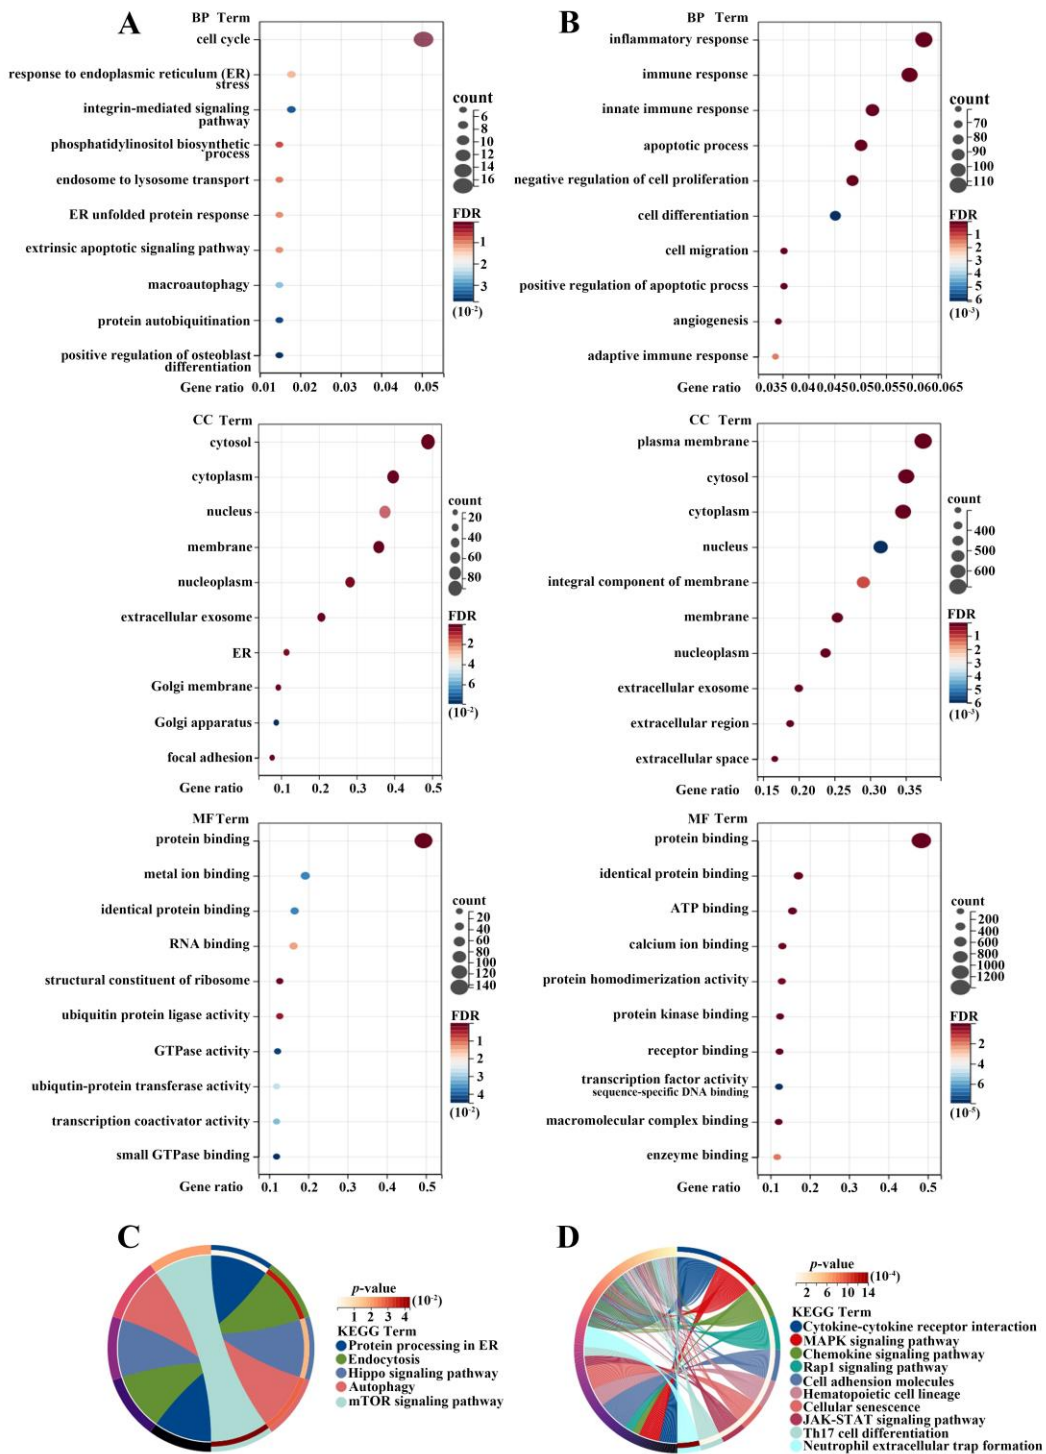 A
BP Term
cell cycle
response to endoplasmic reticulum (ER)
stress
integrin-mediated signaling
pathway
phosphatidylinositol biosynthetic
process
endosome to lysosome transport
ER unfolded protein response
extrinsic apoptotic signaling pathway
macroautophagy
protein autobiquitination
positive regulation of osteoblast
differentiation
Gene ratio
0.01 0.02 0.03 0.04 0.05
count
6
8
10
12
14
16
FDR
1
2
3
(10-2)
CC Term
cytosol
cytoplasm
nucleus
membrane
nucleoplasm
extracellular exosome
ER
Golgi membrane
Golgi apparatus
focal adhesion
Gene ratio
0.1 0.2 0.3 0.4 0.5
count
20
40
60
80
FDR
2
4
6
(10-2)
MF Term
protein binding
metal ion binding
identical protein binding
RNA binding
structural constituent of ribosome
ubiquitin protein ligase activity
GTPase activity
ubiqutin-protein transferase activity
transcription coactivator activity
small GTPase binding
Gene ratio
0.1 0.2 0.3 0.4 0.5
count
20
40
60
80
100
120
140
FDR
1
2
3
4
(10-2)
B
BP Term
inflammatory response
immune response
innate immune response
apoptotic process
negative regulation of cell proliferation
cell differentiation
cell migration
positive regulation of apoptotic procss
angiogenesis
adaptive immune response
Gene ratio
0.035 0.04 0.045 0.050 0.055 0.060 0.065
count
70
80
90
100
110
FDR
1
2
3
4
5
6
(10-3)
CC Term
plasma membrane
cytosol
cytoplasm
nucleus
integral component of membrane
membrane
nucleoplasm
extracellular exosome
extracellular region
extracellular space
Gene ratio
0.15 0.20 0.30 0.35
count
400
500
600
FDR
1
2
3
4
5
6
(10-3)
MF Term
protein binding
identical protein binding
ATP binding
calcium ion binding
protein homodimerization activity
protein kinase binding
receptor binding
transcription factor activity
sequence-specific DNA binding
macromolecular complex binding
enzeyme binding
Gene ratio
0.1 0.2 0.3 0.4 0.5
count
200
400
600
800
1000
1200
FDR
2
4
6
(10-5)
C
p-value
(10-2)
1 2 3 4
KEGG Term
Protein processing in ER
Endocytosis
Hippo signaling pathway
Autophagy
mTOR signaling pathway
D
p-value
(10-4)
2 6 10 14
KEGG Term
Cytokine-cytokine receptor interaction
MAPK signaling pathway
Chemokine signaling pathway
Rap1 signaling pathway
Cell adhension molecules
Hematopoietic cell lineage
Cellular senescence
JAK-STAT signaling pathway
Th17 cell differentiation
Neutrophil extracellular trap formation